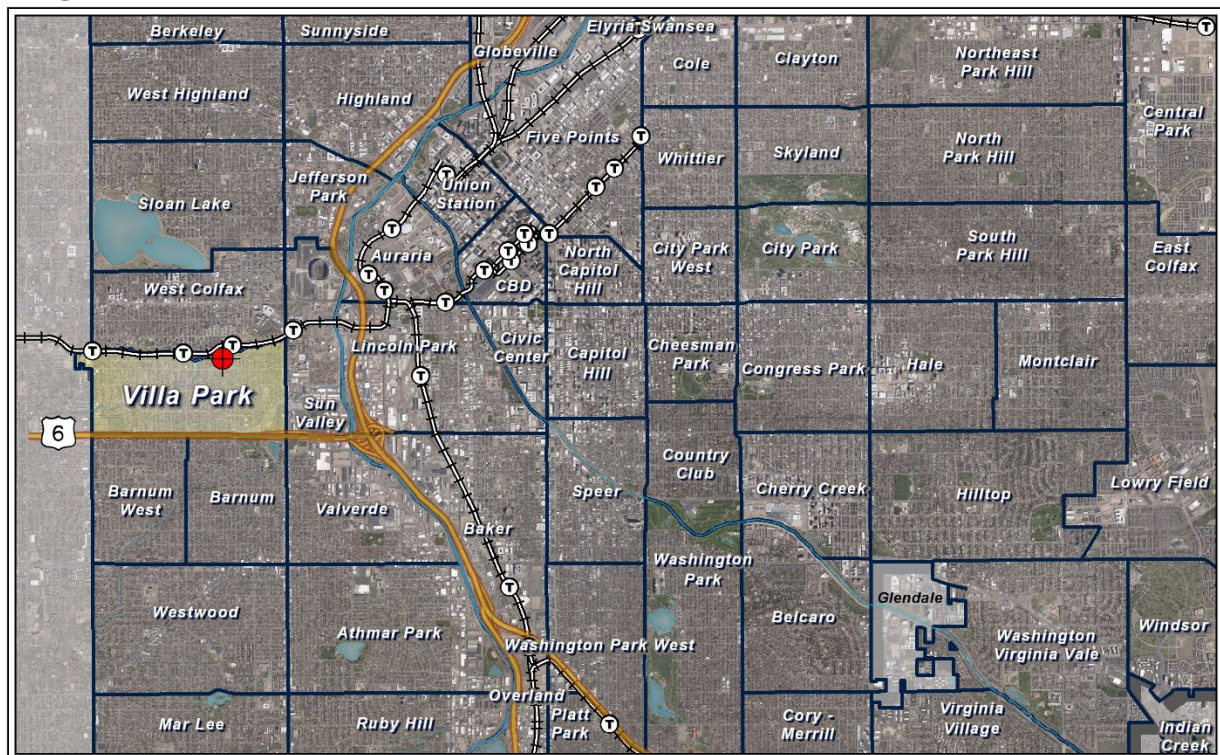 Berkeley
Sunnyside
Globeville
Elyria Swansea
Cole
Clayton
Northeast
Park Hill
T
West Highland
Highland
Central
Park
Five Points
Whittier
Skyland
North
Park Hill
T
T
T
T
Jefferson
Park
Union
Station
Sloan Lake
T
Auraria
T
T
T
T
T
T
CBD
North
Capitol
Hill
City Park
West
City Park
South
Park Hill
East
Colfax
West Colfax
T
T
T
T
T
T
T
Lincoln Park
Civic
Center
Capitol
Hill
Cheesman
Park
Congress Park
Hale
Montclair
T
Villa Park
Sun
Valley
6
Barnum
West
Barnum
Valverde
Baker
Speer
Country
Club
Cherry Creek
Hilltop
Lowry Field
T
Westwood
Athmar Park
Washington Park West
Washington
Park
Belcaro
Glendale
Washington
Virginia Vale
Windsor
Mar Lee
Ruby Hill
Overland
Platt
Park
T
Cory -
Merrill
Virginia
Village
Indian
Creek